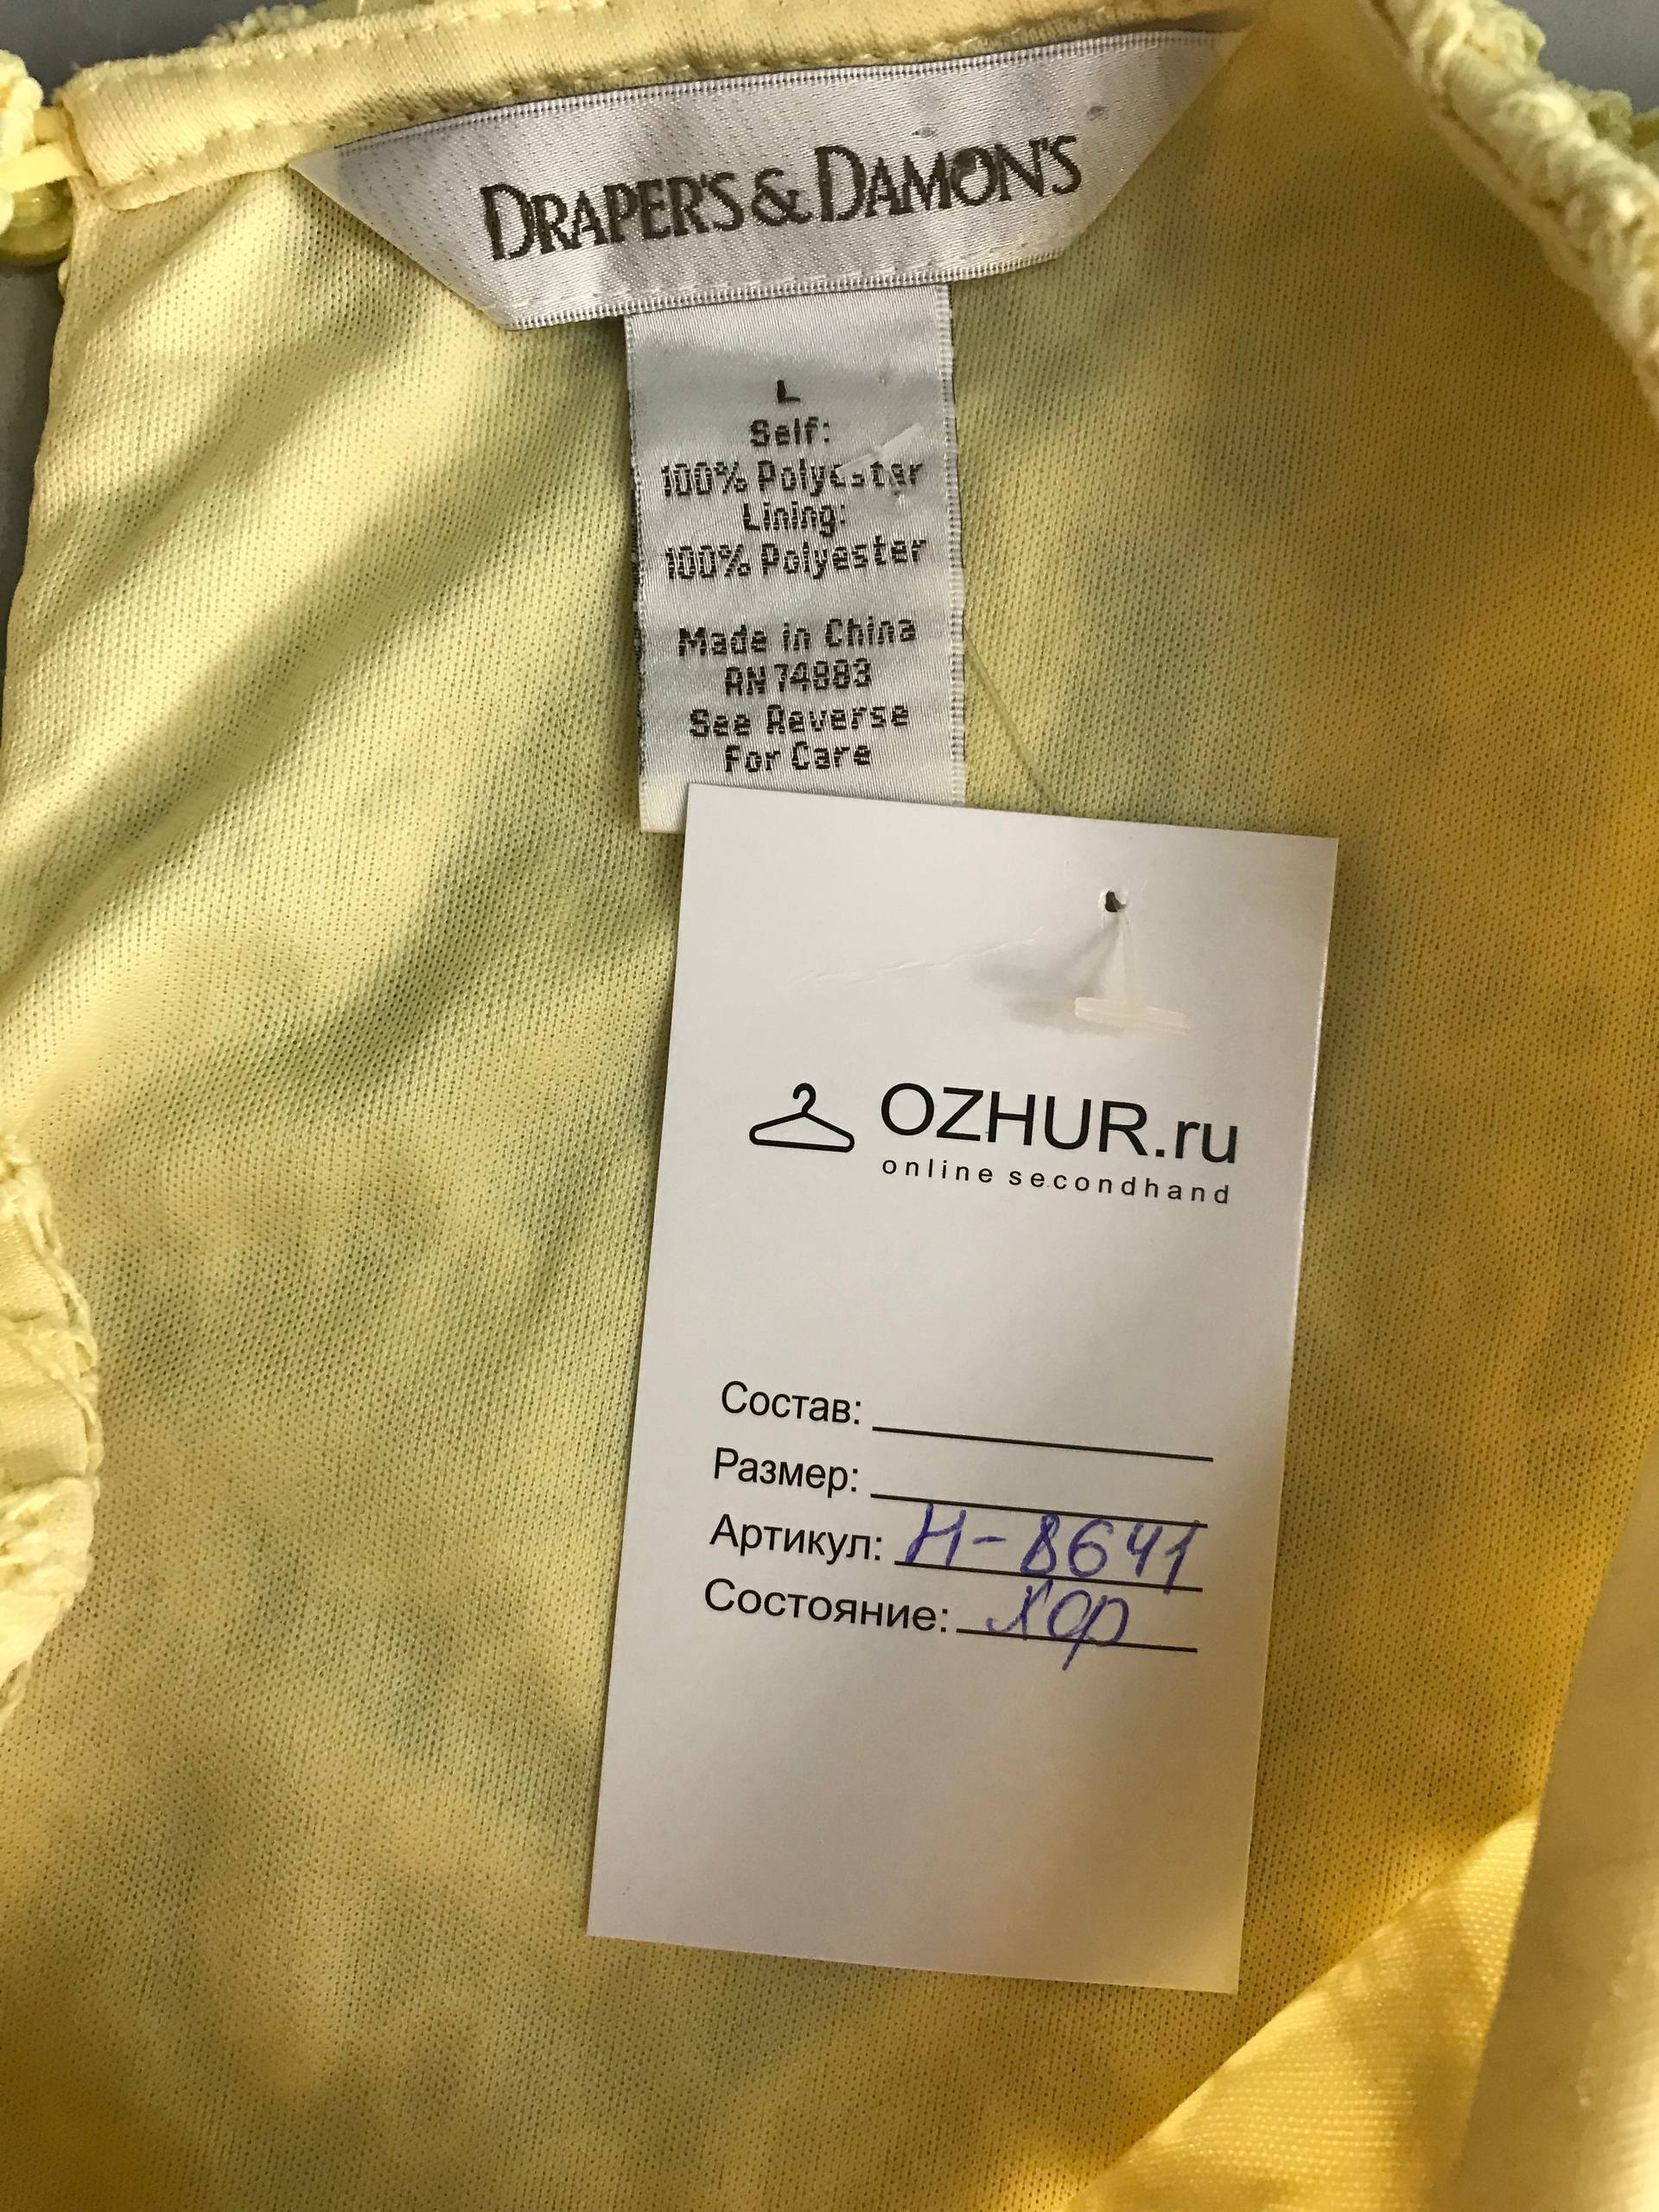 DRAPER'S & DAMON'S
L
Self:
100% Polyester
Lining:
100% Polyester
Made in China
RN 74883
See Reverse
For Care
OZHUR.ru
online secondhand
Состав:
Размер:
Артикул: Н-8641
Состояние: хор